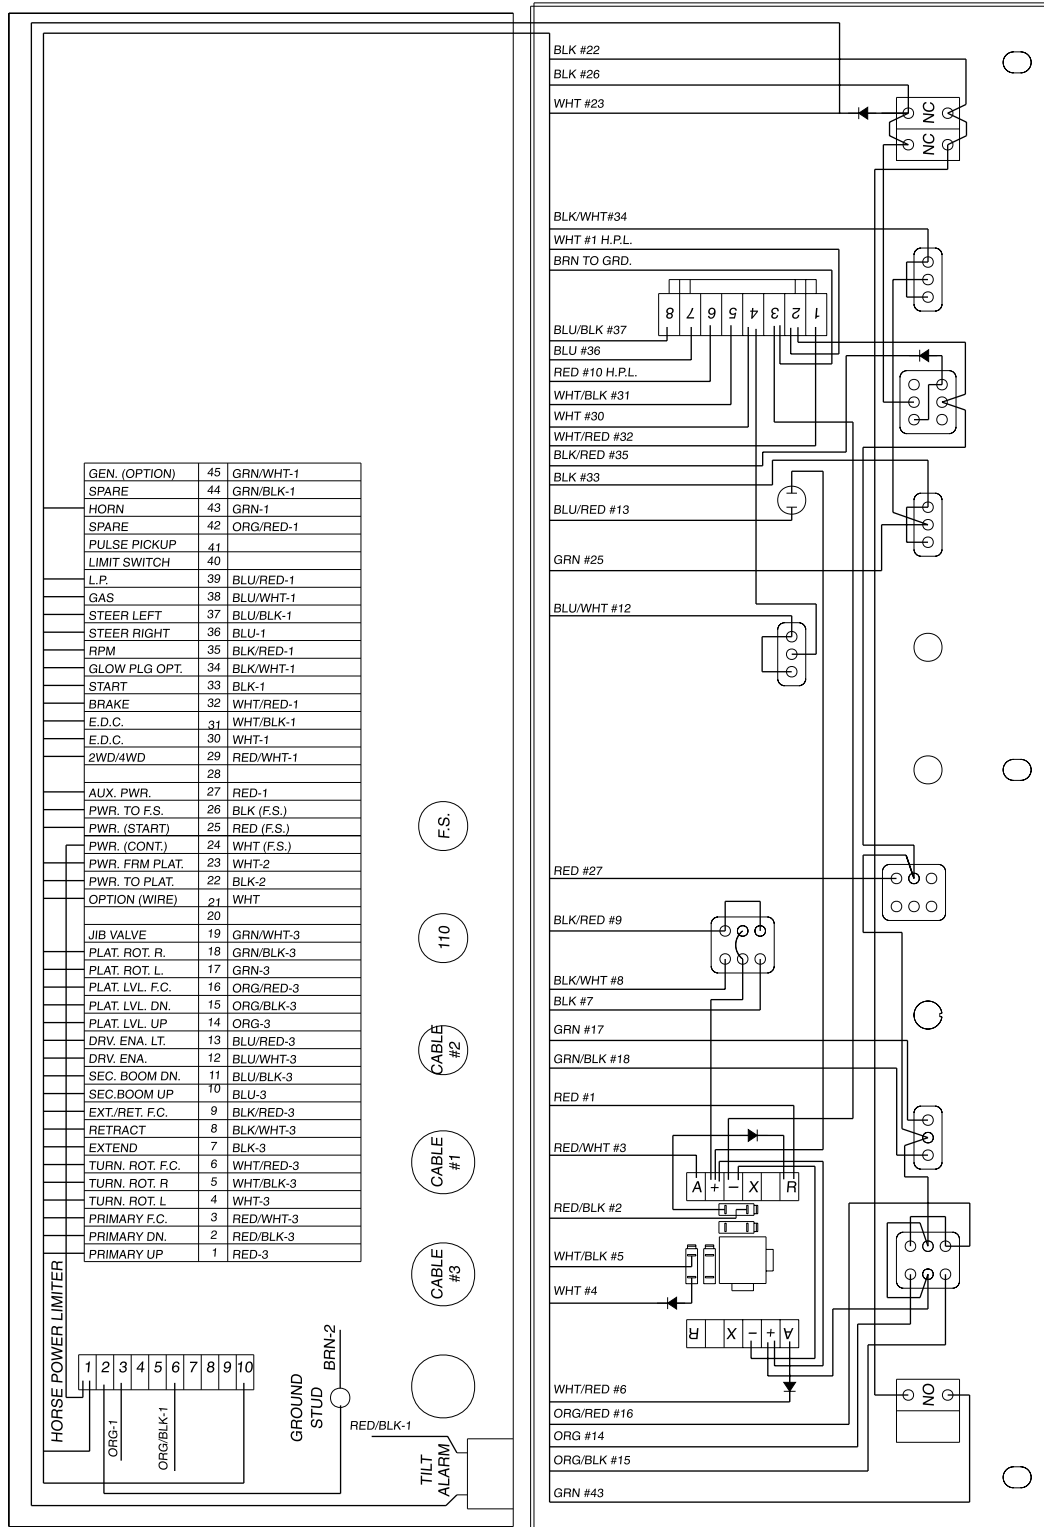 BLK #22
BLK #26
WHT #23
NC
NC
BLK/WHT#34
WHT #1 H.P.L.
BRN TO GRD.
8 7 6 5 4 3 2 1
BLU/BLK #37
BLU #36
RED #10 H.P.L.
WHT/BLK #31
WHT #30
WHT/RED #32
BLK/RED #35
BLK #33
BLU/RED #13
GRN #25
BLU/WHT #12
RED #27
BLK/RED #9
BLK/WHT #8
BLK #7
GRN #17
GRN/BLK #18
RED #1
RED/WHT #3
A + – X R
RED/BLK #2
WHT/BLK #5
WHT #4
R X – + A
WHT/RED #6
ORG/RED #16
ORG #14
ORG/BLK #15
GRN #43
NO
GEN. (OPTION) 45 GRN/WHT-1
SPARE 44 GRN/BLK-1
HORN 43 GRN-1
SPARE 42 ORG/RED-1
PULSE PICKUP 41
LIMIT SWITCH 40
L.P. 39 BLU/RED-1
GAS 38 BLU/WHT-1
STEER LEFT 37 BLU/BLK-1
STEER RIGHT 36 BLU-1
RPM 35 BLK/RED-1
GLOW PLG OPT. 34 BLK/WHT-1
START 33 BLK-1
BRAKE 32 WHT/RED-1
E.D.C. 31 WHT/BLK-1
E.D.C. 30 WHT-1
2WD/4WD 29 RED/WHT-1
28
AUX. PWR. 27 RED-1
PWR. TO F.S. 26 BLK (F.S.)
PWR. (START) 25 RED (F.S.)
PWR. (CONT.) 24 WHT (F.S.)
PWR. FRM PLAT. 23 WHT-2
PWR. TO PLAT. 22 BLK-2
OPTION (WIRE) 21 WHT
20
JIB VALVE 19 GRN/WHT-3
PLAT. ROT. R. 18 GRN/BLK-3
PLAT. ROT. L. 17 GRN-3
PLAT. LVL. F.C. 16 ORG/RED-3
PLAT. LVL. DN. 15 ORG/BLK-3
PLAT. LVL. UP 14 ORG-3
DRV. ENA. LT. 13 BLU/RED-3
DRV. ENA. 12 BLU/WHT-3
SEC. BOOM DN. 11 BLU/BLK-3
SEC.BOOM UP 10 BLU-3
EXT./RET. F.C. 9 BLK/RED-3
RETRACT 8 BLK/WHT-3
EXTEND 7 BLK-3
TURN. ROT. F.C. 6 WHT/RED-3
TURN. ROT. R 5 WHT/BLK-3
TURN. ROT. L 4 WHT-3
PRIMARY F.C. 3 RED/WHT-3
PRIMARY DN. 2 RED/BLK-3
PRIMARY UP 1 RED-3
F.S.
110
CABLE
#2
CABLE
#1
CABLE
#3
HORSE POWER LIMITER
1 2 3 4 5 6 7 8 9 10
ORG-1
ORG/BLK-1
GROUND
STUD
BRN-2
RED/BLK-1
TILT
ALARM